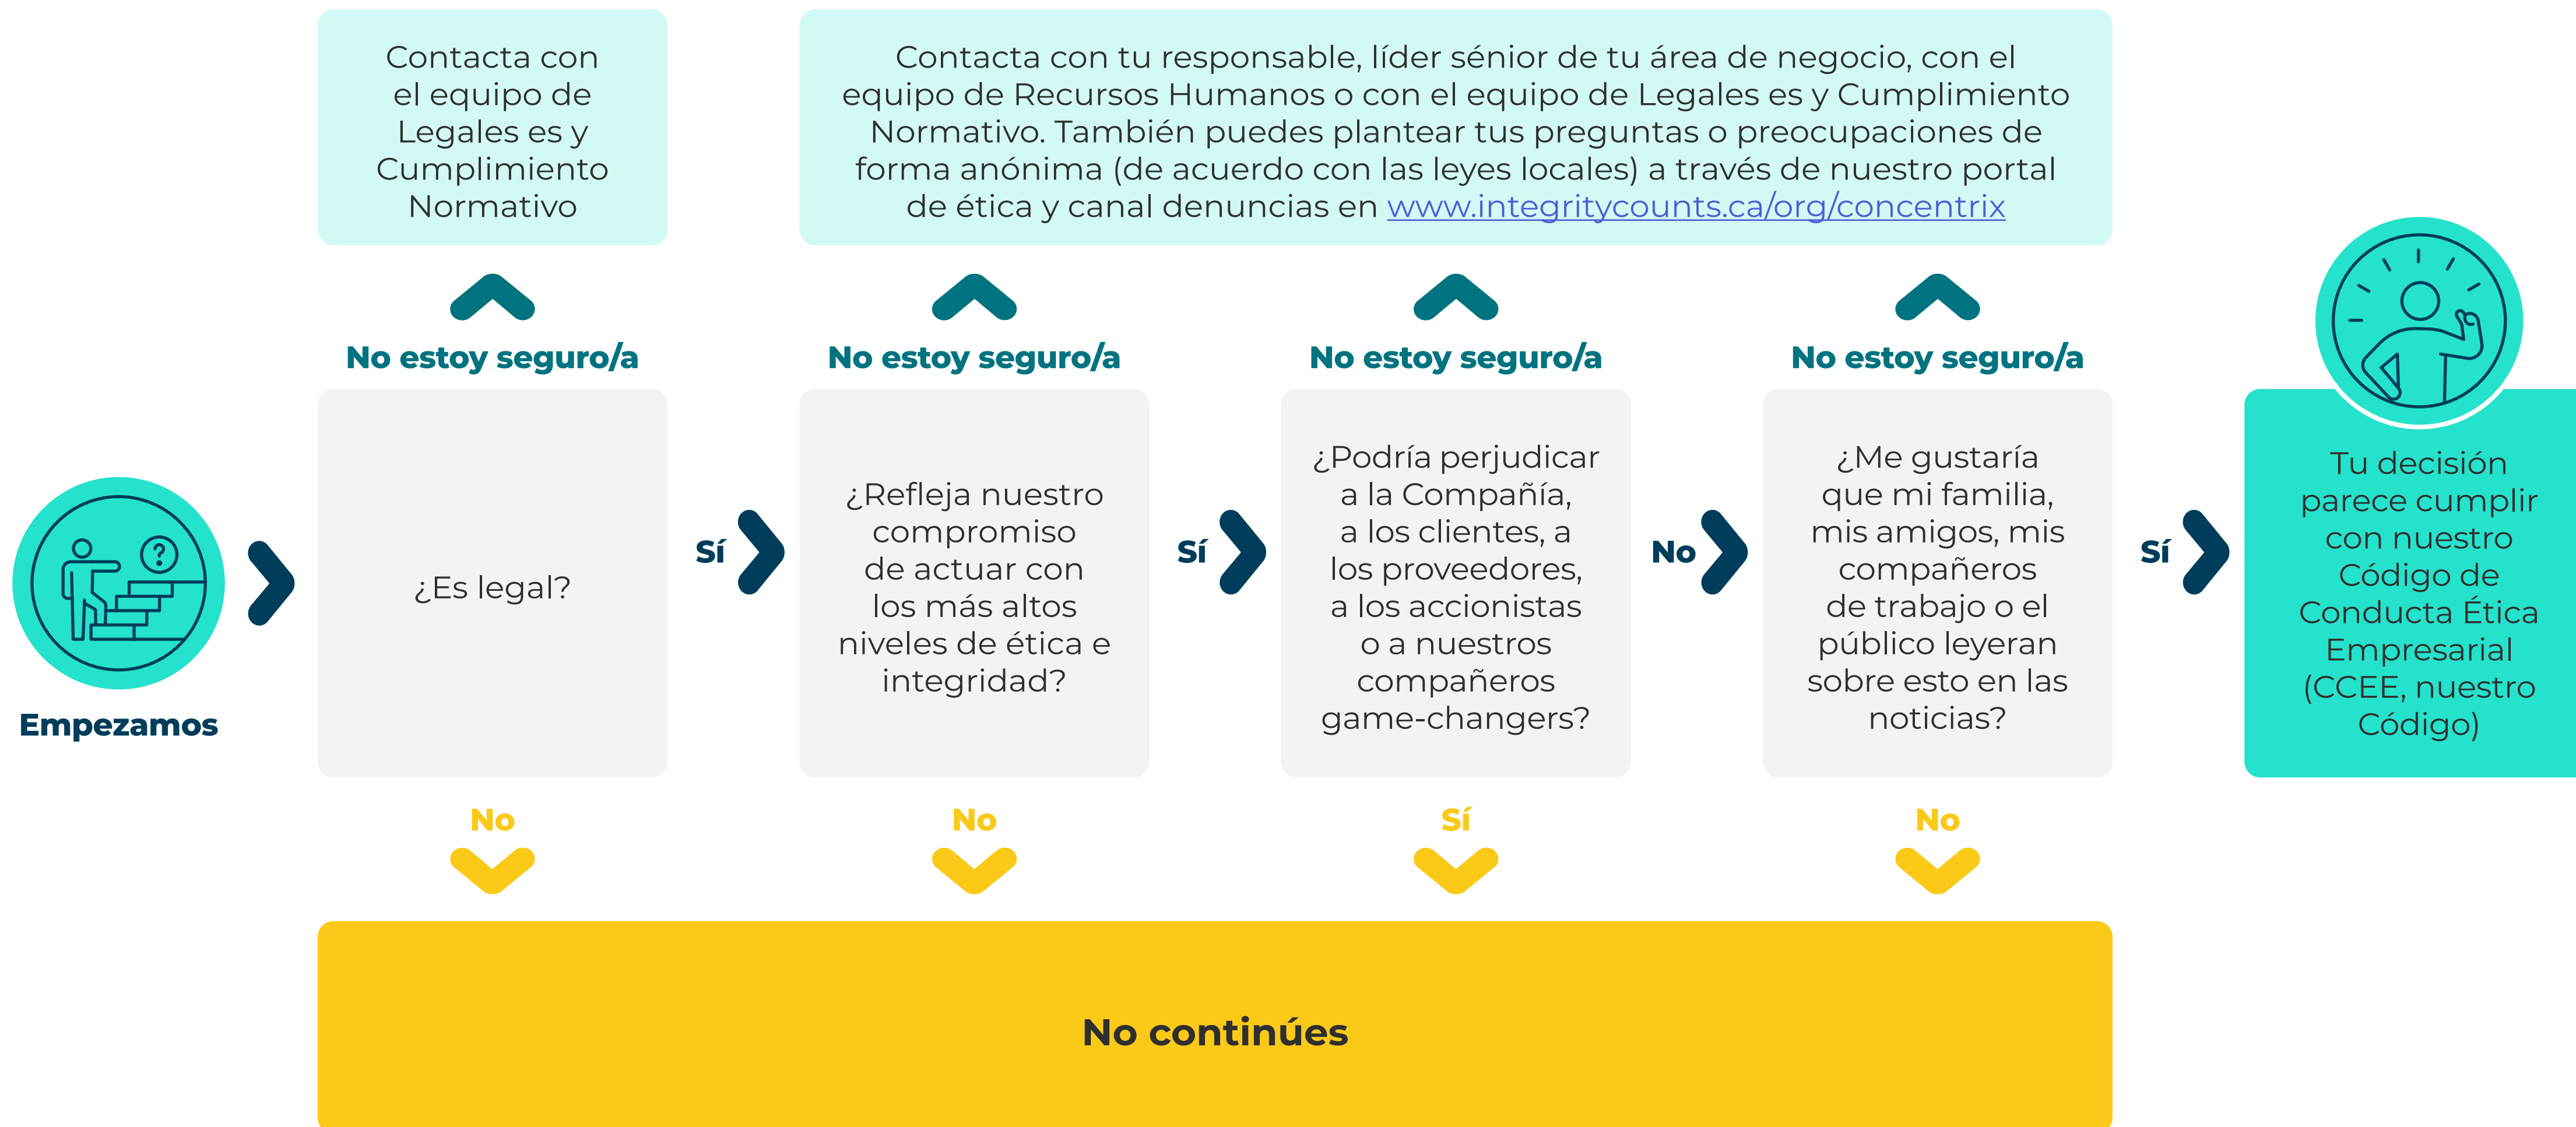 Contacta con
el equipo de
Legales es y
Cumplimiento
Normativo
Contacta con tu responsable, líder sénior de tu área de negocio, con el
equipo de Recursos Humanos o con el equipo de Legales es y Cumplimiento
Normativo. También puedes plantear tus preguntas o preocupaciones de
forma anónima (de acuerdo con las leyes locales) a través de nuestro portal
de ética y canal denuncias en www.integritycounts.ca/org/concentrix
No estoy seguro/a
No estoy seguro/a
No estoy seguro/a
No estoy seguro/a
?
Empezamos
¿Es legal?
Sí
¿Refleja nuestro
compromiso
de actuar con
los más altos
niveles de ética e
integridad?
Sí
¿Podría perjudicar
a la Compañía,
a los clientes, a
los proveedores,
a los accionistas
o a nuestros
compañeros
game-changers?
No
¿Me gustaría
que mi familia,
mis amigos, mis
compañeros
de trabajo o el
público leyeran
sobre esto en las
noticias?
Sí
Tu decisión
parece cumplir
con nuestro
Código de
Conducta Ética
Empresarial
(CCEE, nuestro
Código)
No
No
Sí
No
No continúes